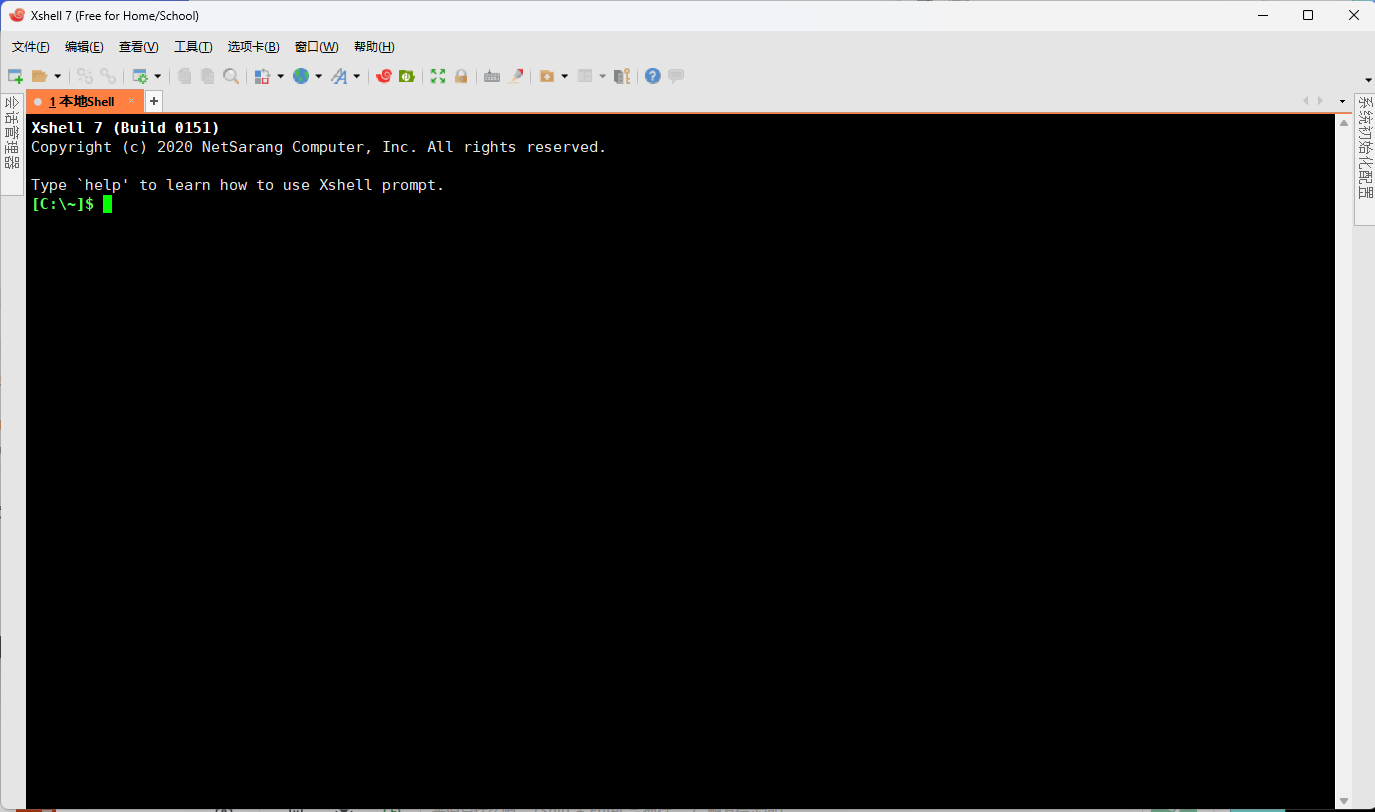 Xshell 7 (Free for Home/School)
文件(F) 编辑(E) 查看(V) 工具(T) 选项卡(B) 窗口(W) 帮助(H)
1 本地Shell
会话管理器
系统初始化配置
Xshell 7 (Build 0151)
Copyright (c) 2020 NetSarang Computer, Inc. All rights reserved.
Type `help' to learn how to use Xshell prompt.
[C:\~]$